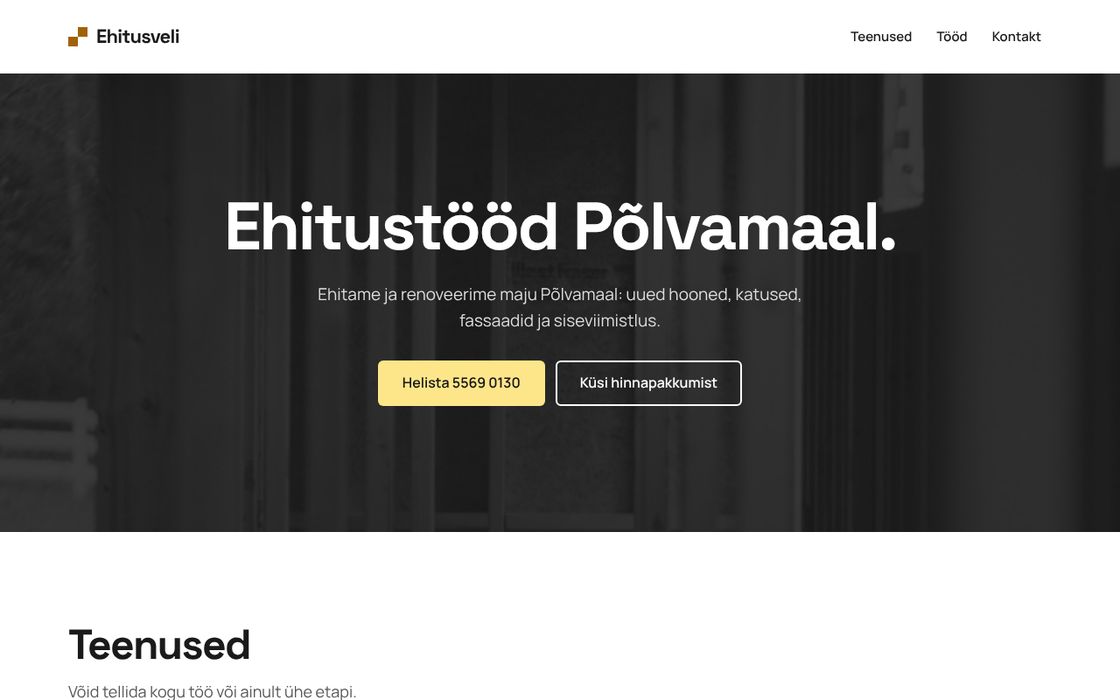 Ehitusveli
Teenused
Tööd
Kontakt
Ehitustööd Põlvamaal.
Ehitame ja renoveerime maju Põlvamaal: uued hooned, katused,
fassaadid ja siseviimistlus.
Helista 5569 0130
Küsi hinnapakkumist
Teenused
Võid tellida kogu töö või ainult ühe etapi.